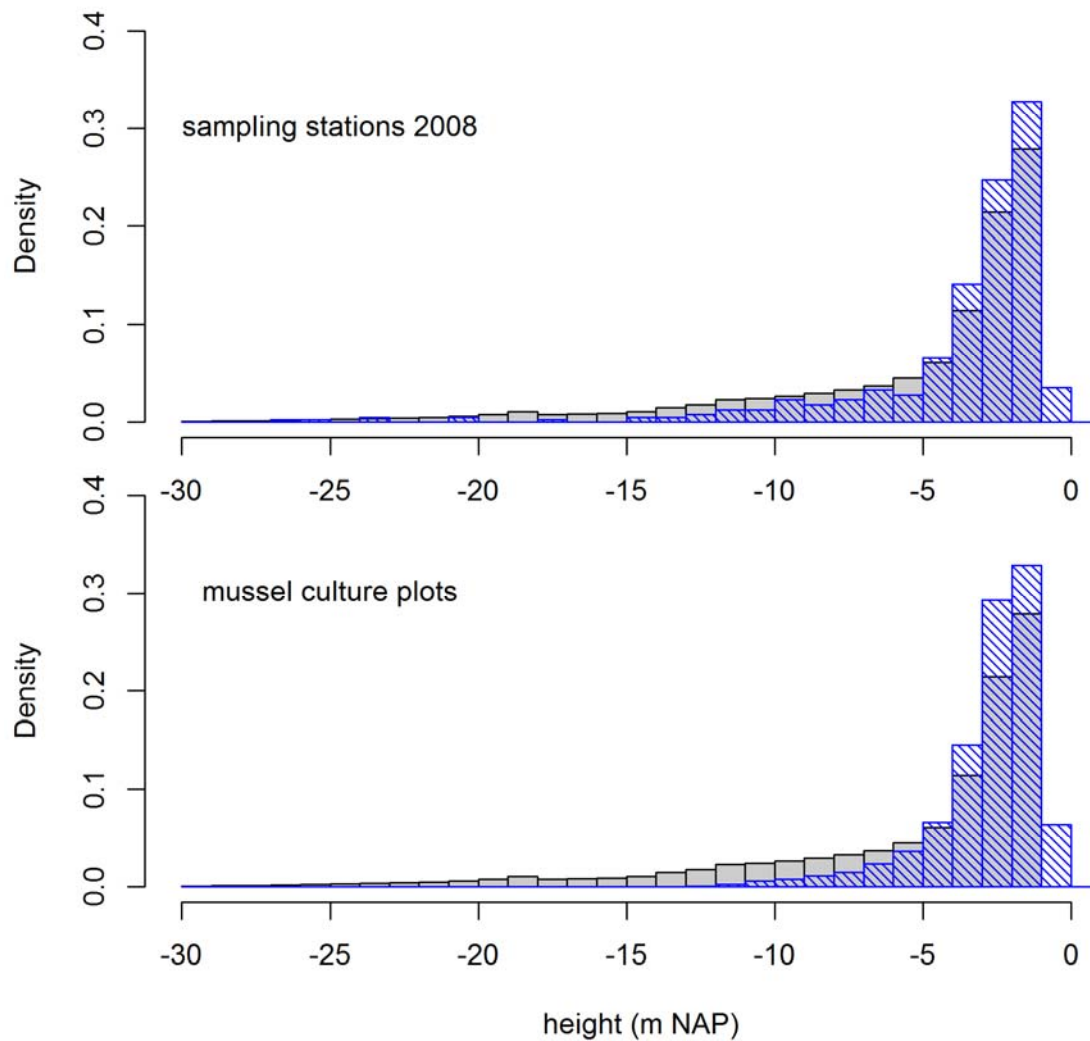 0.4
0.3
0.2
0.1
0.0
Density
sampling stations 2008
-30 -25 -20 -15 -10 -5 0
0.4
0.3
0.2
0.1
0.0
Density
mussel culture plots
-30 -25 -20 -15 -10 -5 0
height (m NAP)